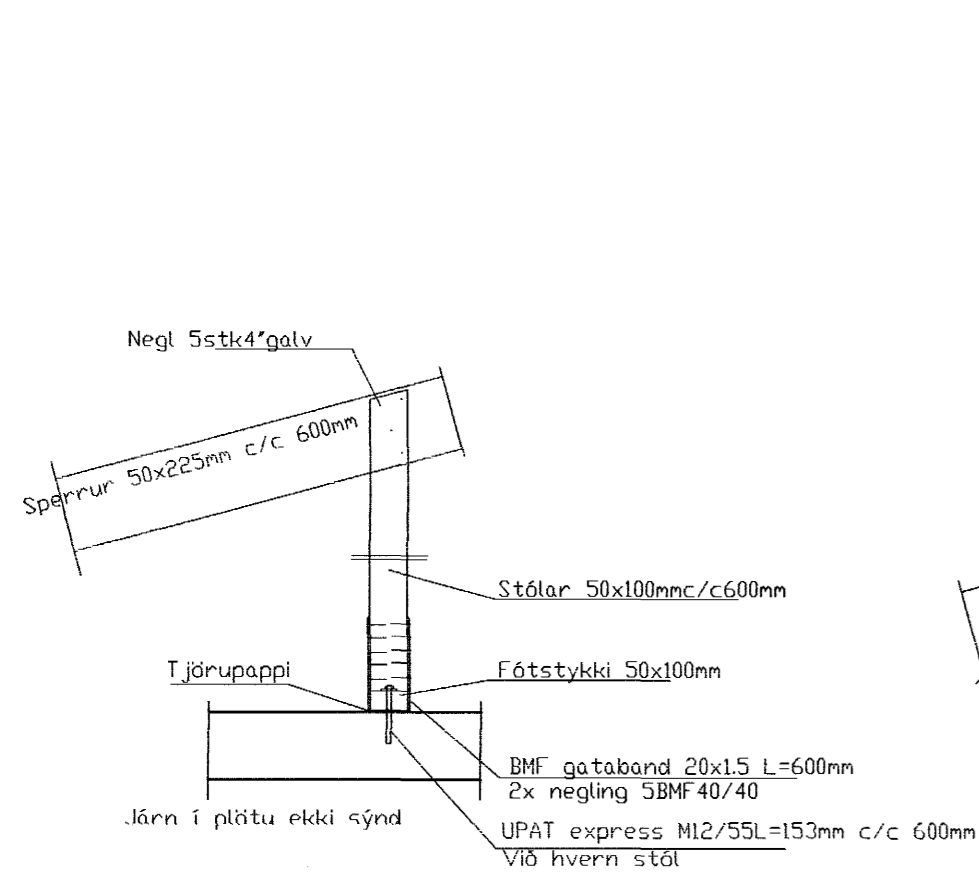 Negl 5stk4"galv
Sperrur 50x225mm c/c 600mm
Stólar 50x100mmc/c600mm
Tjörupappi
Fótstykki 50x100mm
BMF gataband 20x1.5 L=600mm
2x negling 5BMF40/40
Járn í plötu ekki sýnd
UPAT express M12/55L=153mm c/c 600mm
Við hvern stól